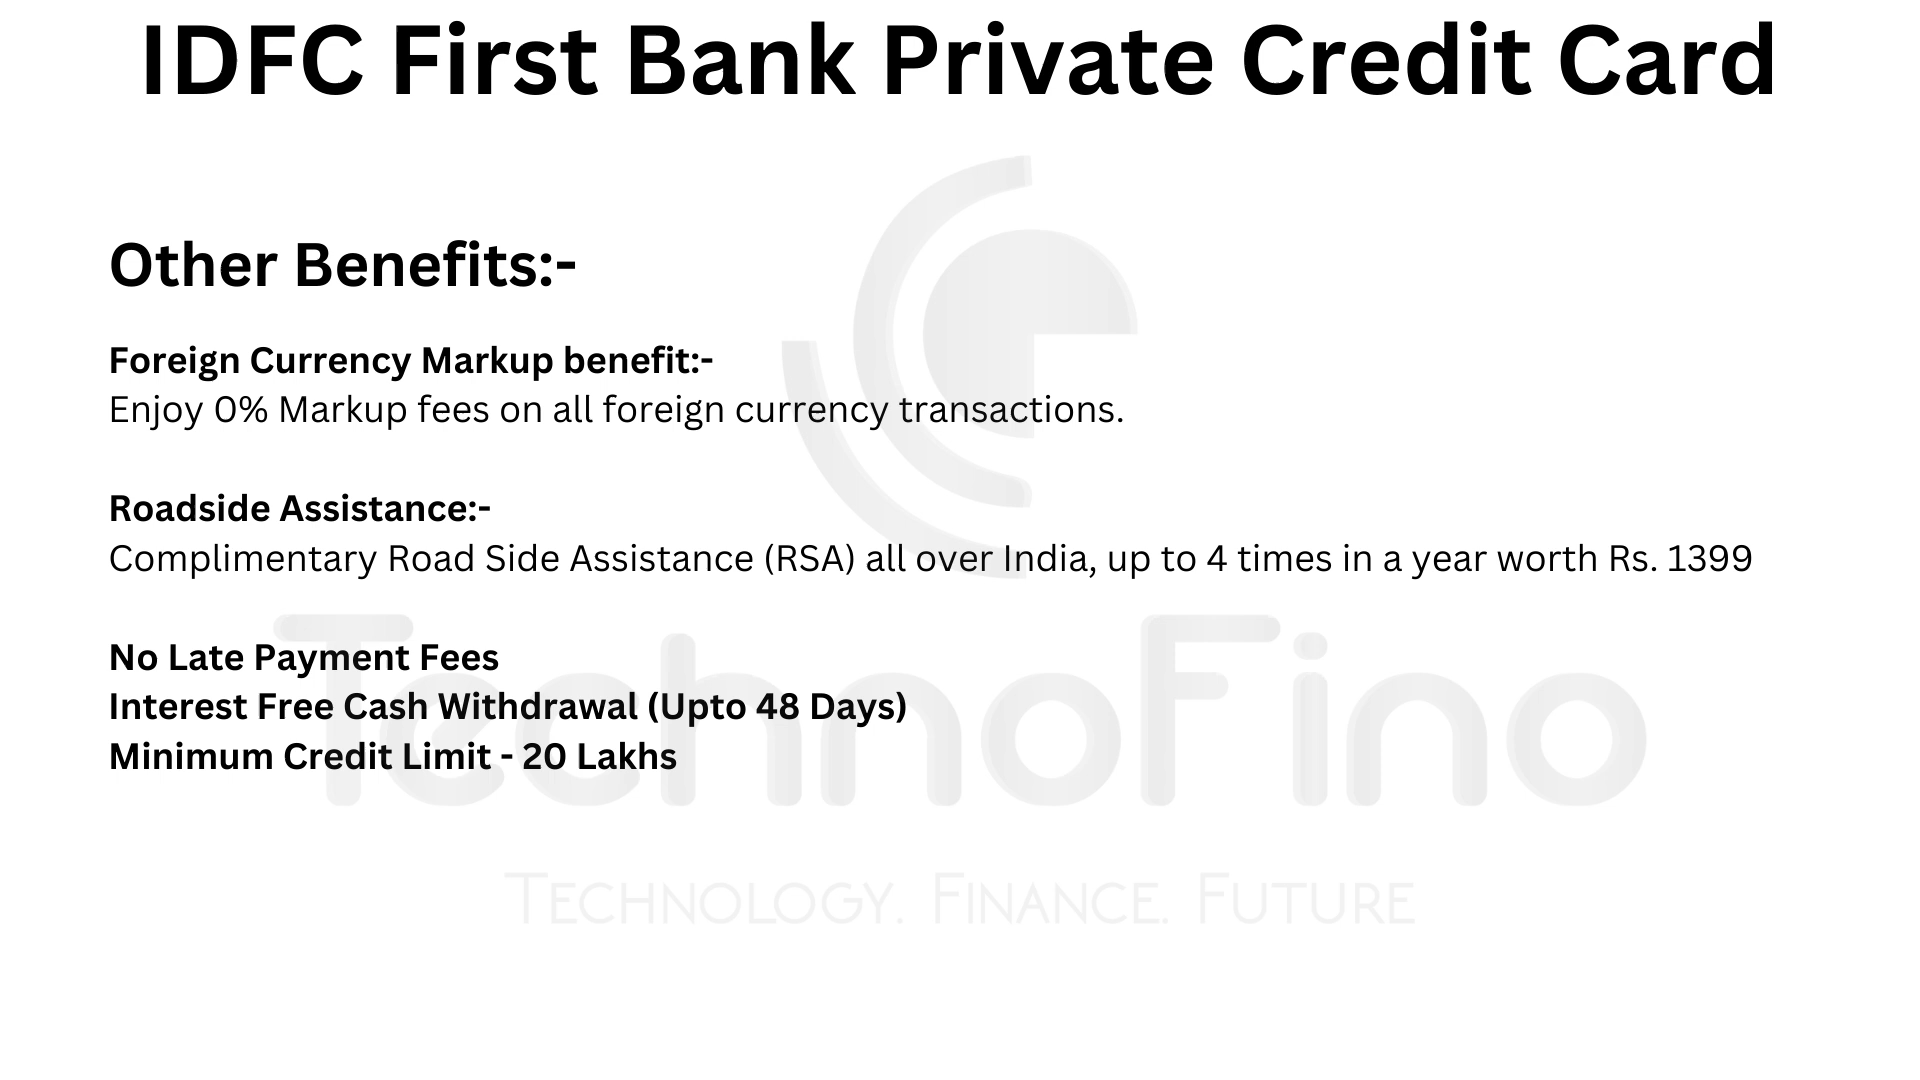 IDFC First Bank Private Credit Card
Other Benefits:-
Foreign Currency Markup benefit:-
Enjoy 0% Markup fees on all foreign currency transactions.
Roadside Assistance:-
Complimentary Road Side Assistance (RSA) all over India, up to 4 times in a year worth Rs. 1399
No Late Payment Fees
Interest Free Cash Withdrawal (Upto 48 Days)
Minimum Credit Limit - 20 Lakhs
TechnoFino
TECHNOLOGY. FINANCE. FUTURE